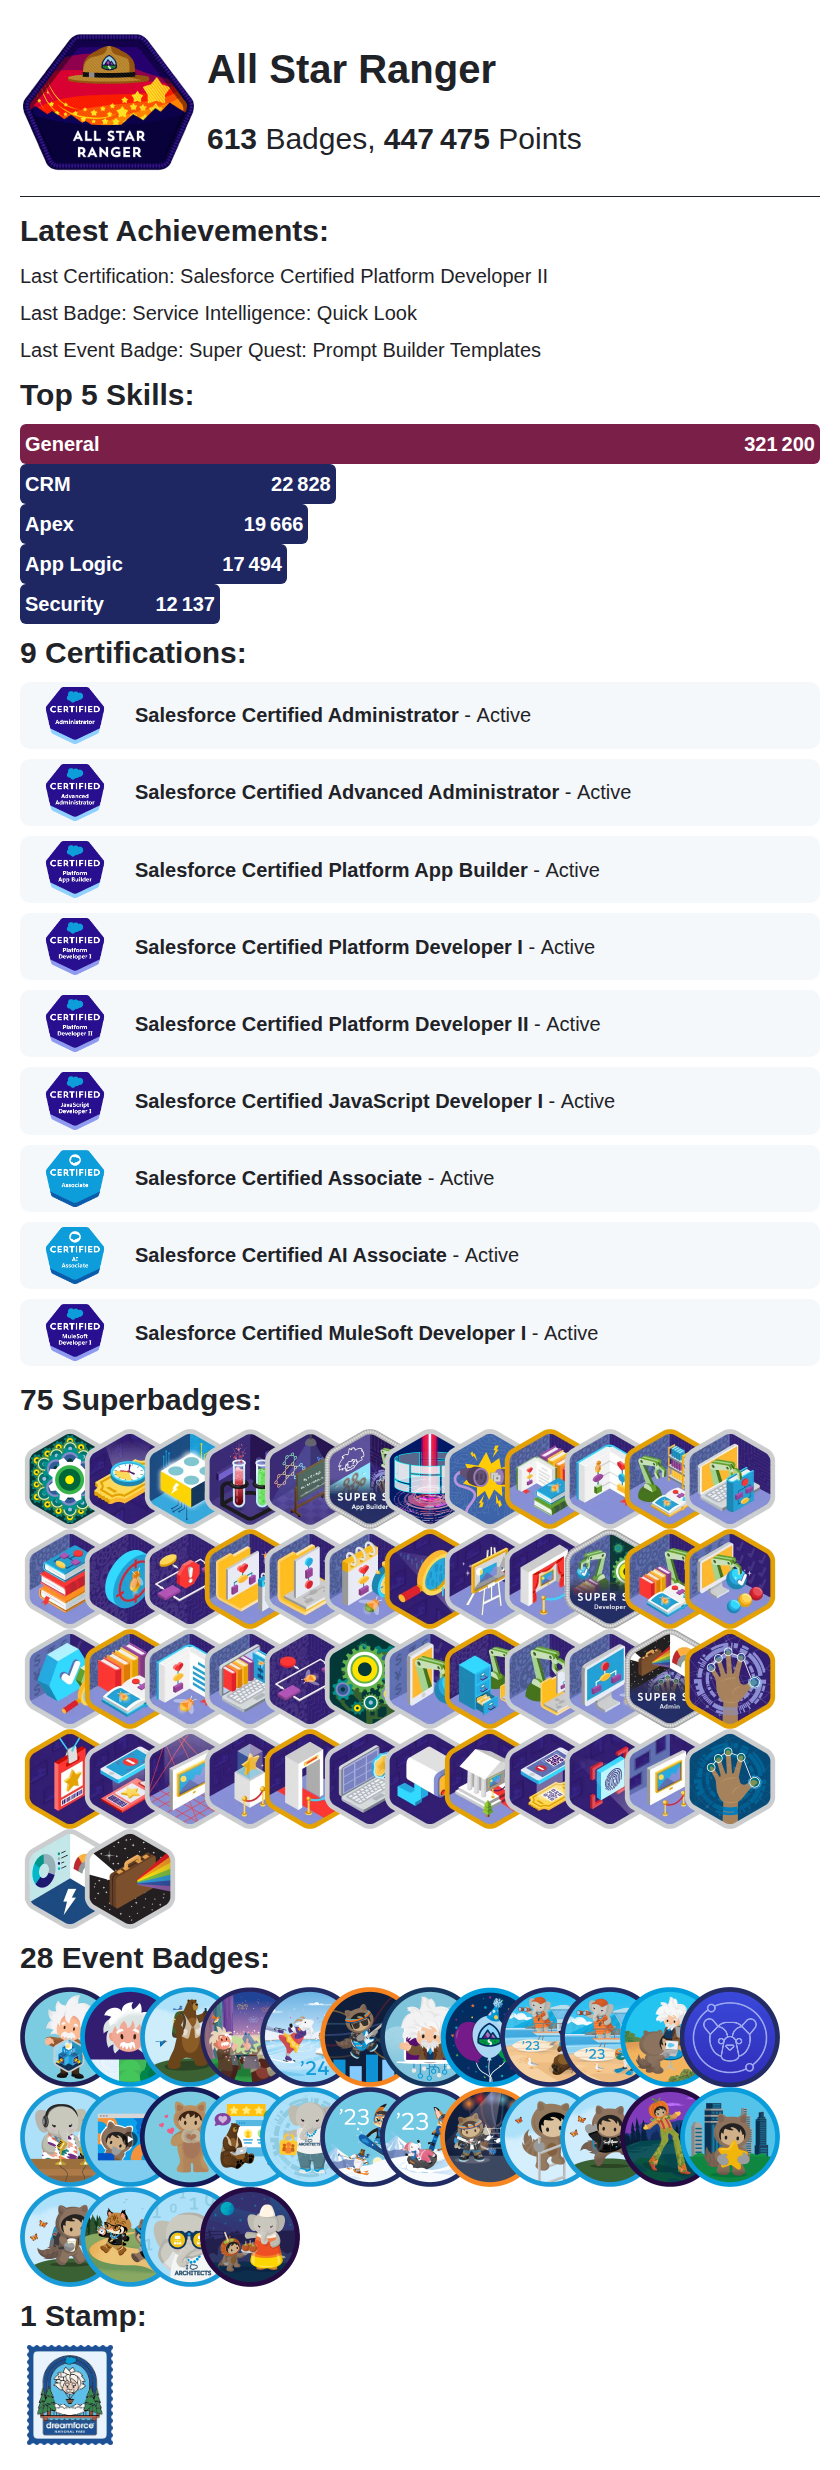 ALL STAR
RANGER
All Star Ranger
613 Badges, 447 475 Points
Latest Achievements:
Last Certification: Salesforce Certified Platform Developer II
Last Badge: Service Intelligence: Quick Look
Last Event Badge: Super Quest: Prompt Builder Templates
Top 5 Skills:
General 321 200
CRM 22 828
Apex 19 666
App Logic 17 494
Security 12 137
9 Certifications:
CERTIFIED
Administrator
Salesforce Certified Administrator - Active
CERTIFIED
Advanced
Administrator
Salesforce Certified Advanced Administrator - Active
CERTIFIED
Platform
App Builder
Salesforce Certified Platform App Builder - Active
CERTIFIED
Platform
Developer I
Salesforce Certified Platform Developer I - Active
CERTIFIED
Platform
Developer II
Salesforce Certified Platform Developer II - Active
CERTIFIED
JavaScript
Developer I
Salesforce Certified JavaScript Developer I - Active
CERTIFIED
Associate
Salesforce Certified Associate - Active
CERTIFIED
AI
Associate
Salesforce Certified AI Associate - Active
CERTIFIED
MuleSoft
Developer I
Salesforce Certified MuleSoft Developer I - Active
75 Superbadges:
SUPER S
App Builder
SUPER S
Developer
SUPER S
Admin
28 Event Badges:
'24
'23
'23
ARCHITECTS
'23
'23
ARCHITECTS
1 Stamp:
dreamforce
NATIONAL PARK